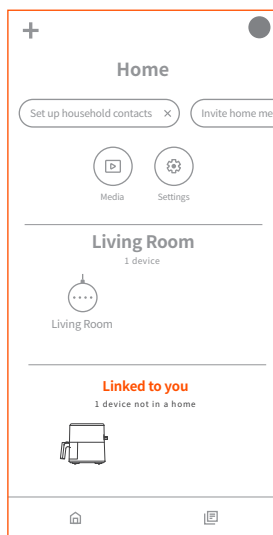 Home
Set up household contacts × Invite home me
Media Settings
Living Room
1 device
Living Room
Linked to you
1 device not in a home